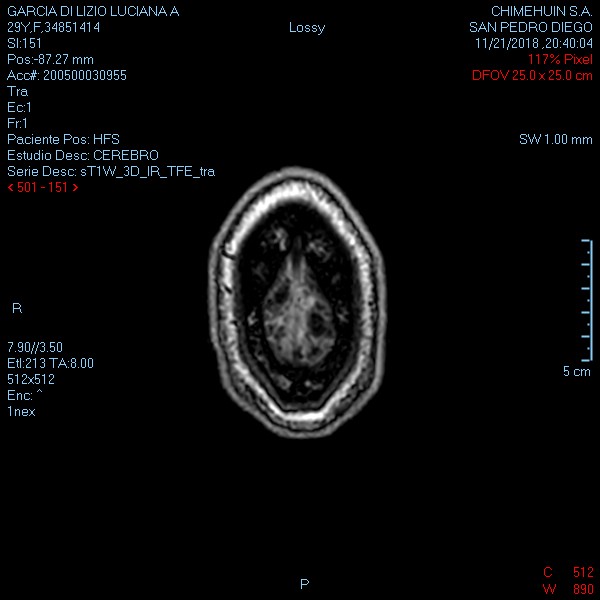 GARCIA DI LIZIO LUCIANA A
29Y,F,34851414
Sl:151
Pos:-87.27 mm
Acc#: 200500030955
Tra
Ec:1
Fr:1
Paciente Pos: HFS
Estudio Desc: CEREBRO
Serie Desc: sT1W_3D_IR_TFE_tra
< 501 - 151 >
Lossy
CHIMEHUIN S.A.
SAN PEDRO DIEGO
11/21/2018 ,20:40:04
117% Pixel
DFOV 25.0 x 25.0 cm
SW 1.00 mm
R
7.90//3.50
Etl:213 TA:8.00
512x512
Enc: ^
1nex
5 cm
P
C 512
W 890